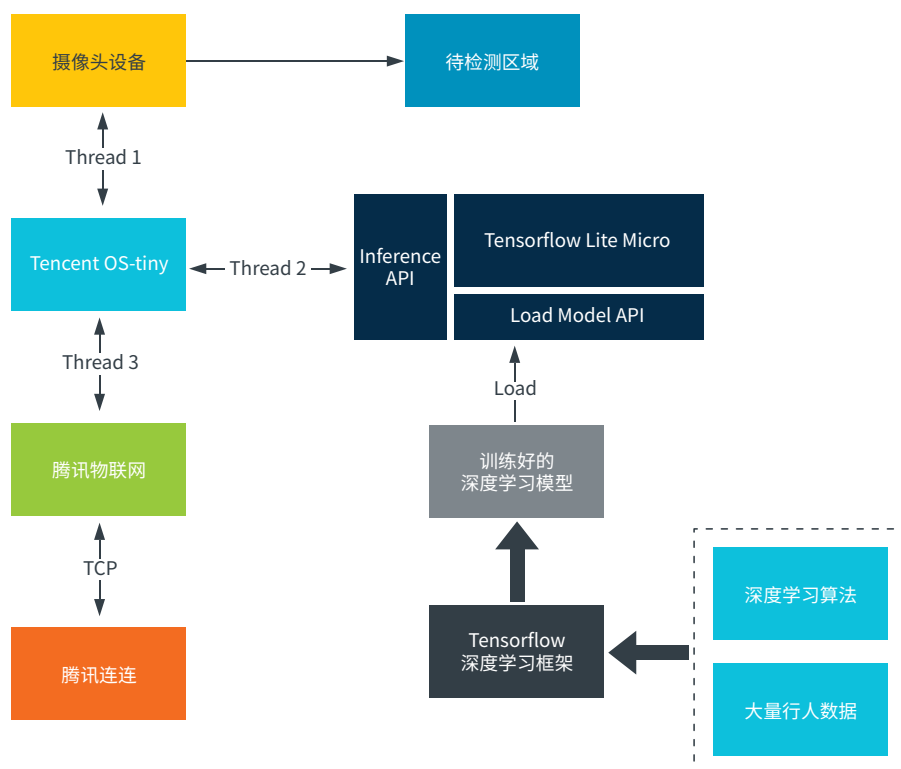 摄像头设备
待检测区域
Thread 1
Tencent OS-tiny
Thread 2
Inference
API
Tensorflow Lite Micro
Load Model API
Thread 3
Load
腾讯物联网
训练好的
深度学习模型
TCP
深度学习算法
Tensorflow
深度学习框架
腾讯连连
大量行人数据